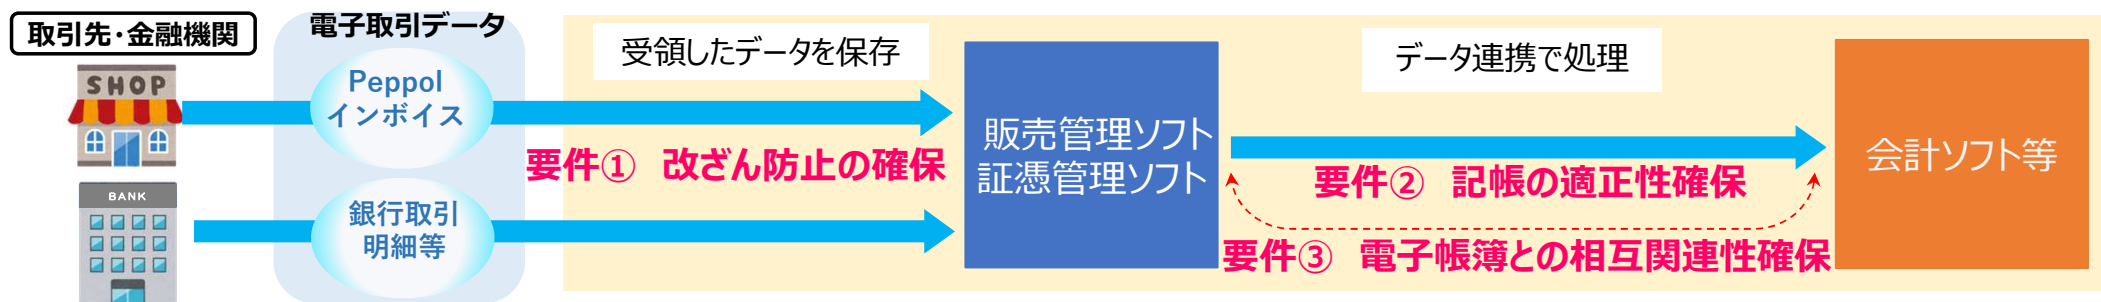 取引先・金融機関
電子取引データ
SHOP
Peppol
インボイス
BANK
銀行取引
明細等
受領したデータを保存
要件① 改ざん防止の確保
販売管理ソフト
証憑管理ソフト
データ連携で処理
要件② 記帳の適正性確保
要件③ 電子帳簿との相互関連性確保
会計ソフト等